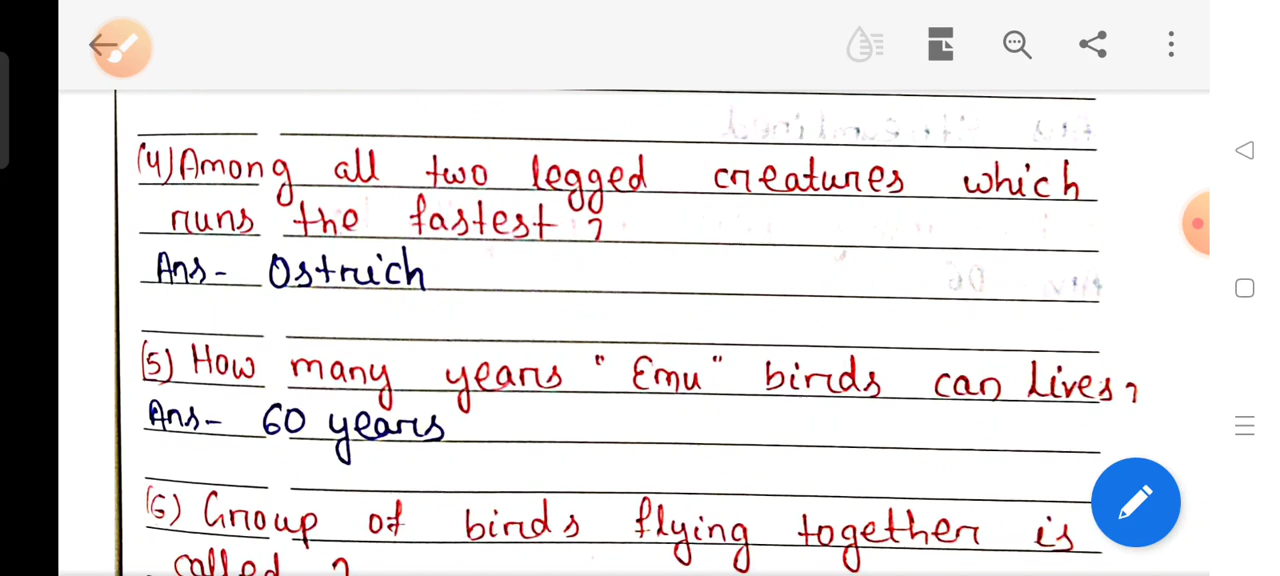 (4) Among all two legged creatures which
runs the fastest?
Ans- Ostrich
(5) How many years "Emu" birds can Lives?
Ans- 60 years
(6) Group of birds flying together is
called ?